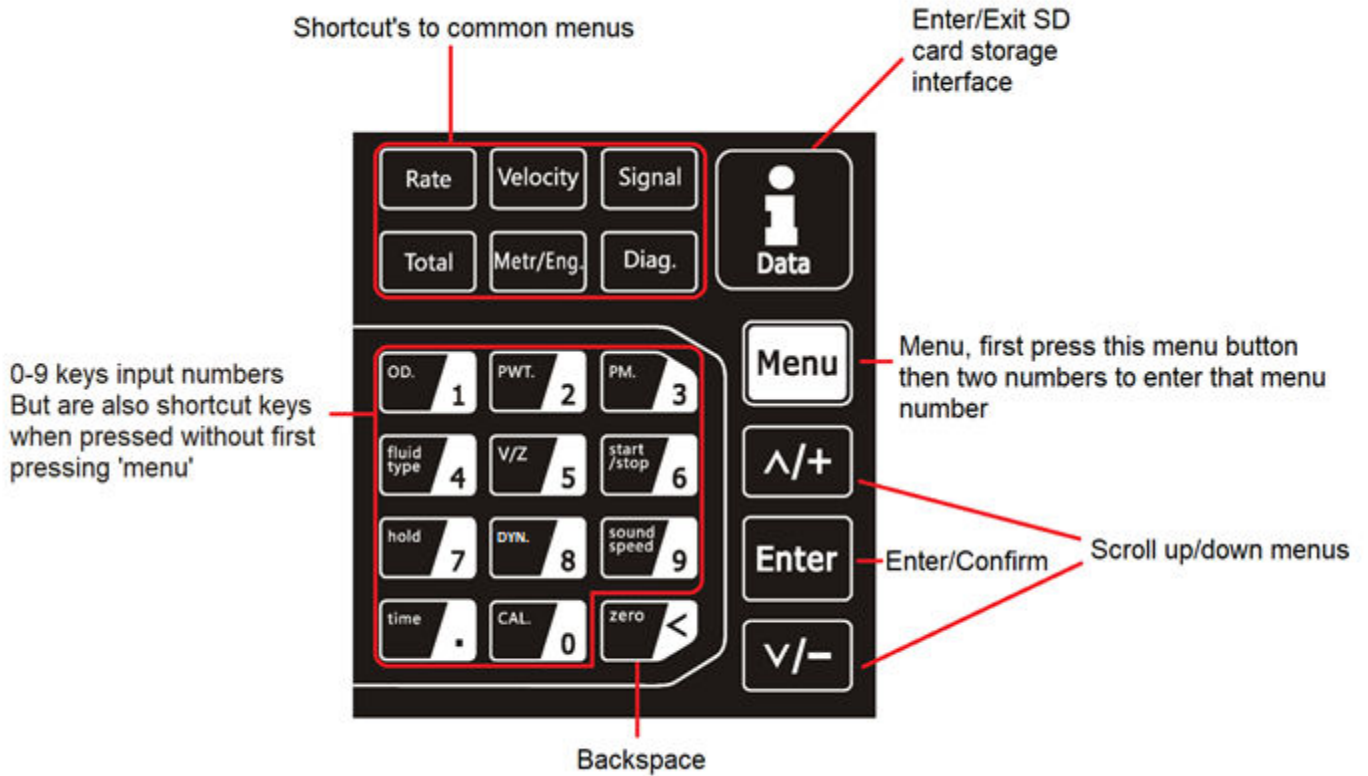 Shortcut's to common menus
Enter/Exit SD
card storage
interface
Rate
Velocity
Signal
Total
Metr/Eng.
Diag.
Data
0-9 keys input numbers
But are also shortcut keys
when pressed without first
pressing 'menu'
OD.
1
PWT.
2
PM.
3
fluid
type
4
V/Z
5
start
/stop
6
hold
7
DYN.
8
sound
speed
9
time
.
CAL.
0
zero
<
Menu
∧/+
Enter
∨/−
Menu, first press this menu button
then two numbers to enter that menu
number
Enter/Confirm
Scroll up/down menus
Backspace